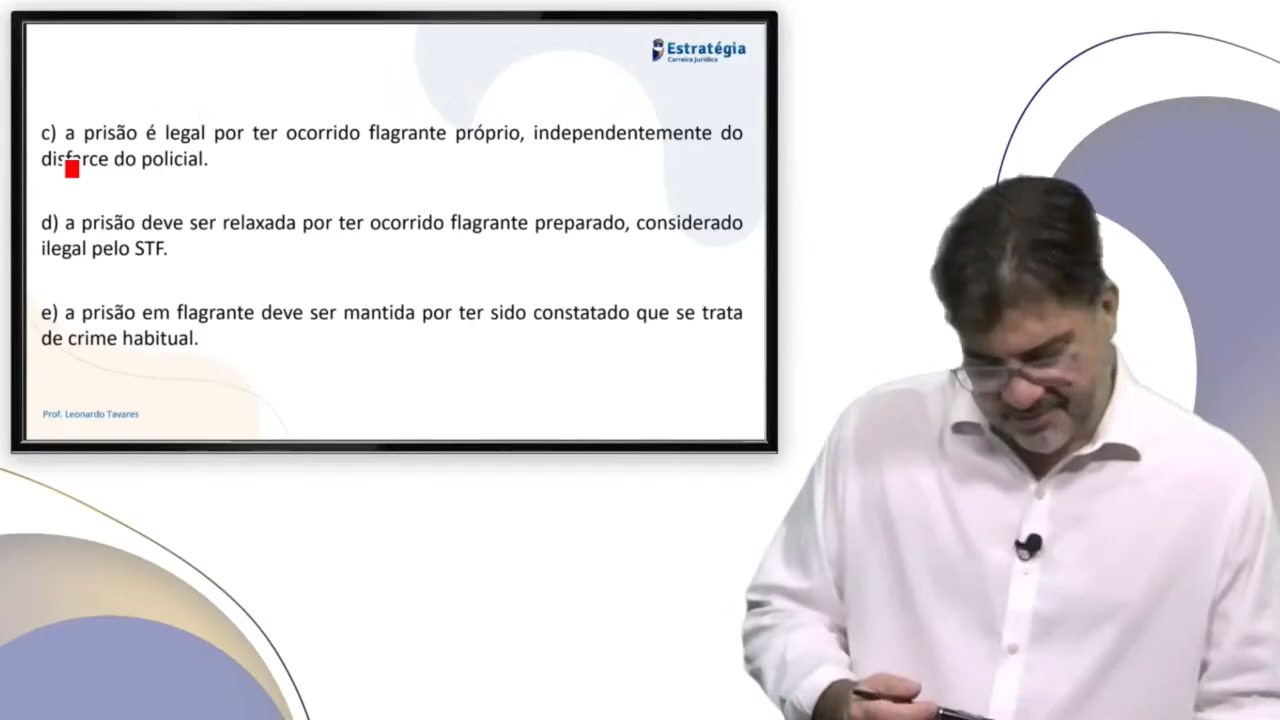 Estratégia
Carreira Jurídica
c) a prisão é legal por ter ocorrido flagrante próprio, independentemente do
disfarce do policial.
d) a prisão deve ser relaxada por ter ocorrido flagrante preparado, considerado
ilegal pelo STF.
e) a prisão em flagrante deve ser mantida por ter sido constatado que se trata
de crime habitual.
Prof. Leonardo Tavares